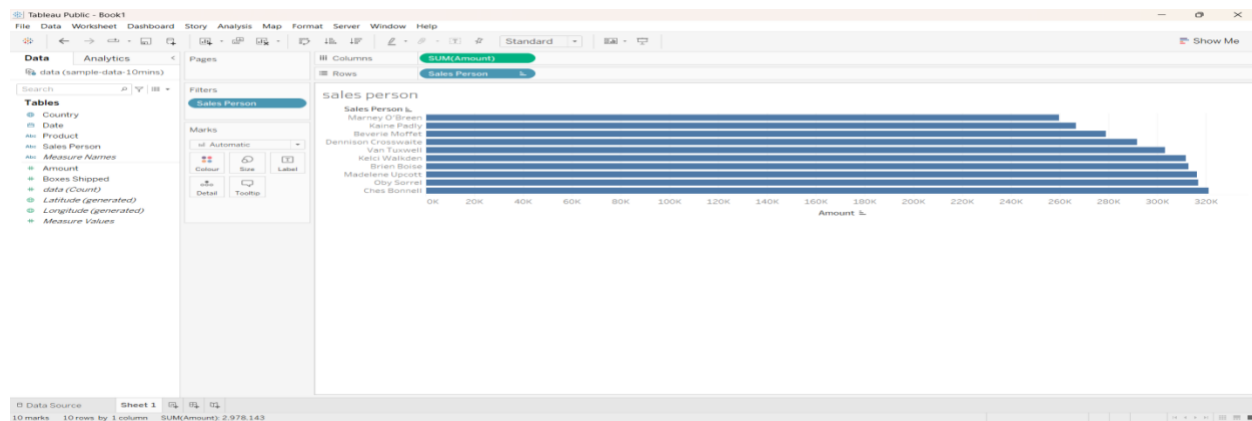 Tableau Public - Book1
File Data Worksheet Dashboard Story Analysis Map Format Server Window Help
Standard
Show Me
Data Analytics
data (sample-data-10mins)
Search
Tables
Country
Date
Abc Product
Abc Sales Person
Abc Measure Names
# Amount
# Boxes Shipped
# data (Count)
Latitude (generated)
Longitude (generated)
# Measure Values
Pages
Filters
Sales Person
Marks
Automatic
Colour Size Label
Detail Tooltip
Columns SUM(Amount)
Rows Sales Person
sales person
Sales Person
Marney O'Breen
Kaine Padly
Beverie Moffet
Dennison Crosswaite
Van Tuxwell
Kelci Walkden
Brien Boise
Madelene Upcott
Oby Sorrel
Ches Bonnell
0K 20K 40K 60K 80K 100K 120K 140K 160K 180K 200K 220K 240K 260K 280K 300K 320K
Amount
Data Source Sheet 1
10 marks 10 rows by 1 column SUM(Amount): 2.978.143